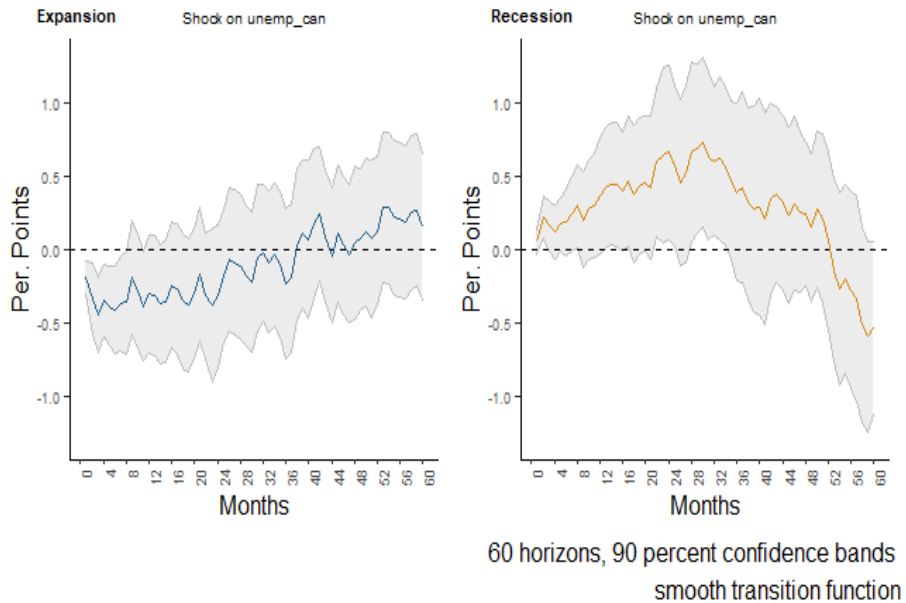 Expansion Shock on unemp_can
1.0
0.5
0.0
-0.5
-1.0
Per. Points
0 4 8 12 16 20 24 28 32 36 40 44 48 52 56 60
Months
Recession Shock on unemp_can
1.0
0.5
0.0
-0.5
-1.0
Per. Points
0 4 8 12 16 20 24 28 32 36 40 44 48 52 56 60
Months
60 horizons, 90 percent confidence bands
smooth transition function